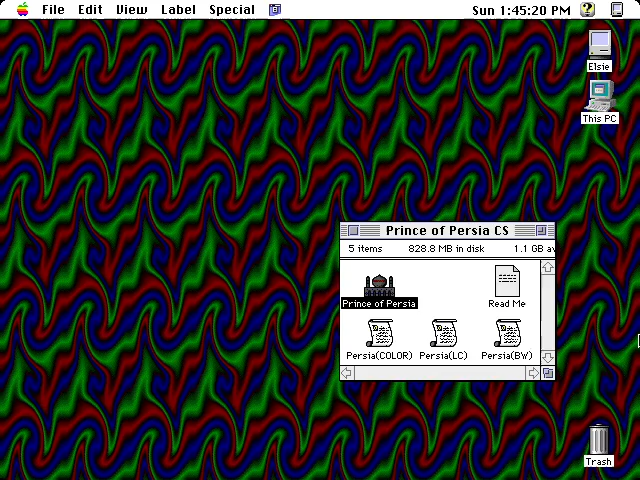 File Edit View Label Special Sun 1:45:20 PM
Elsie
This PC
Prince of Persia CS
5 items 828.8 MB in disk 1.1 GB av
Prince of Persia Read Me
Persia(COLOR) Persia(LC) Persia(BW)
Trash